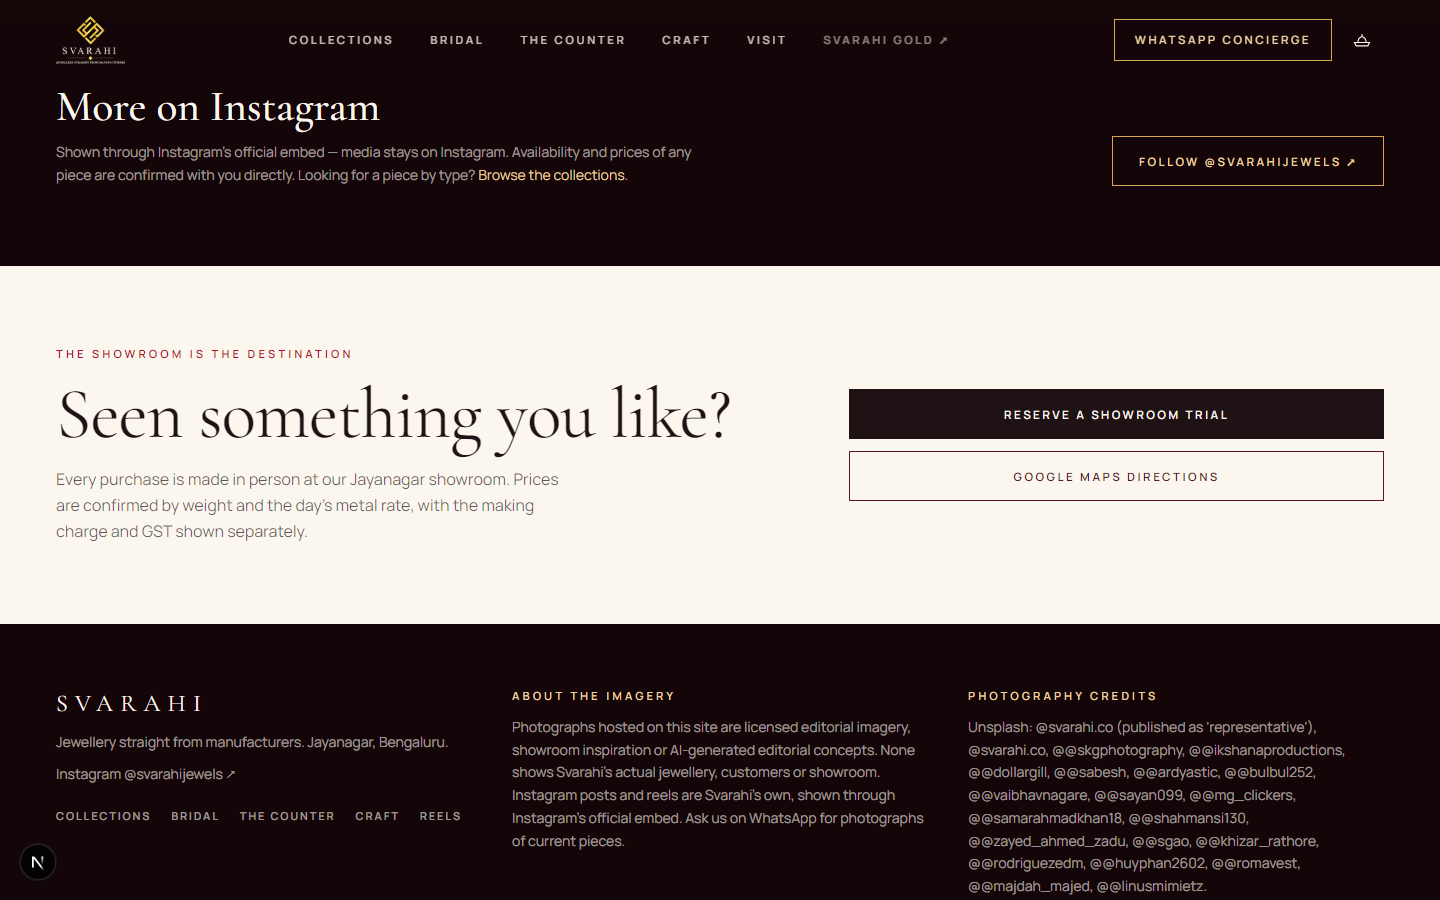 SVARAHI
JEWELLERY STRAIGHT FROM MANUFACTURERS
COLLECTIONS
BRIDAL
THE COUNTER
CRAFT
VISIT
SVARAHI GOLD ↗
WHATSAPP CONCIERGE
More on Instagram
Shown through Instagram's official embed — media stays on Instagram. Availability and prices of any
piece are confirmed with you directly. Looking for a piece by type? Browse the collections.
FOLLOW @SVARAHIJEWELS ↗
THE SHOWROOM IS THE DESTINATION
Seen something you like?
Every purchase is made in person at our Jayanagar showroom. Prices
are confirmed by weight and the day's metal rate, with the making
charge and GST shown separately.
RESERVE A SHOWROOM TRIAL
GOOGLE MAPS DIRECTIONS
SVARAHI
Jewellery straight from manufacturers. Jayanagar, Bengaluru.
Instagram @svarahijewels ↗
COLLECTIONS
BRIDAL
THE COUNTER
CRAFT
REELS
N
ABOUT THE IMAGERY
Photographs hosted on this site are licensed editorial imagery,
showroom inspiration or AI-generated editorial concepts. None
shows Svarahi's actual jewellery, customers or showroom.
Instagram posts and reels are Svarahi's own, shown through
Instagram's official embed. Ask us on WhatsApp for photographs
of current pieces.
PHOTOGRAPHY CREDITS
Unsplash: @svarahi.co (published as 'representative'),
@svarahi.co, @@skgphotography, @@ikshanaproductions,
@@dollargill, @@sabesh, @@ardyastic, @@bulbul252,
@@vaibhavnagare, @@sayan099, @@mg_clickers,
@@samarahmadkhan18, @@shahmansi130,
@@zayed_ahmed_zadu, @@sgao, @@khizar_rathore,
@@rodriguezedm, @@huyphan2602, @@romavest,
@@majdah_majed, @@linusmimietz.